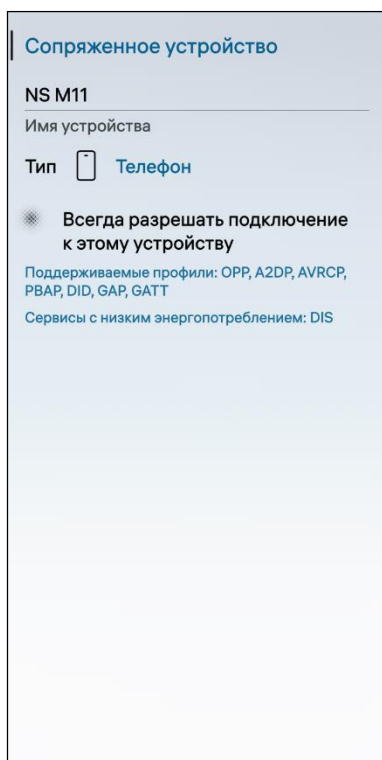 Сопряженное устройство
NS M11
Имя устройства
Тип Телефон
Всегда разрешать подключение
к этому устройству
Поддерживаемые профили: OPP, A2DP, AVRCP,
PBAP, DID, GAP, GATT
Сервисы с низким энергопотреблением: DIS